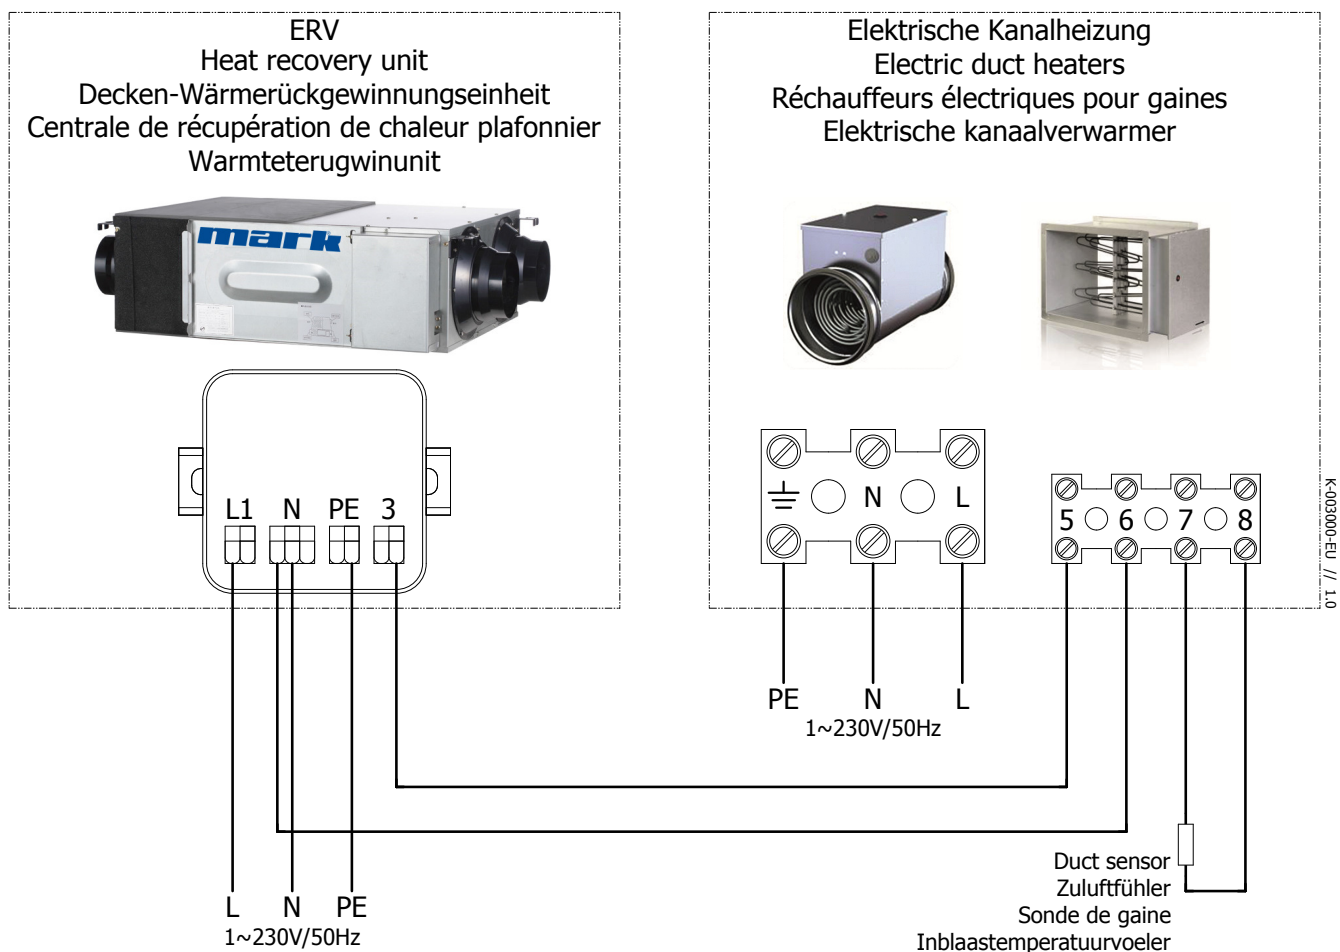 ERV
Heat recovery unit
Decken-Wärmerückgewinnungseinheit
Centrale de récupération de chaleur plafonnier
Warmteterugwinunit
mark
L1 N PE 3
L N PE
1~230V/50Hz
Elektrische Kanalheizung
Electric duct heaters
Réchauffeurs électriques pour gaines
Elektrische kanaalverwarmer
N L
5 6 7 8
PE N L
1~230V/50Hz
Duct sensor
Zuluftfühler
Sonde de gaine
Inblaastemperatuurvoeler
K-003000-EU // 1.0